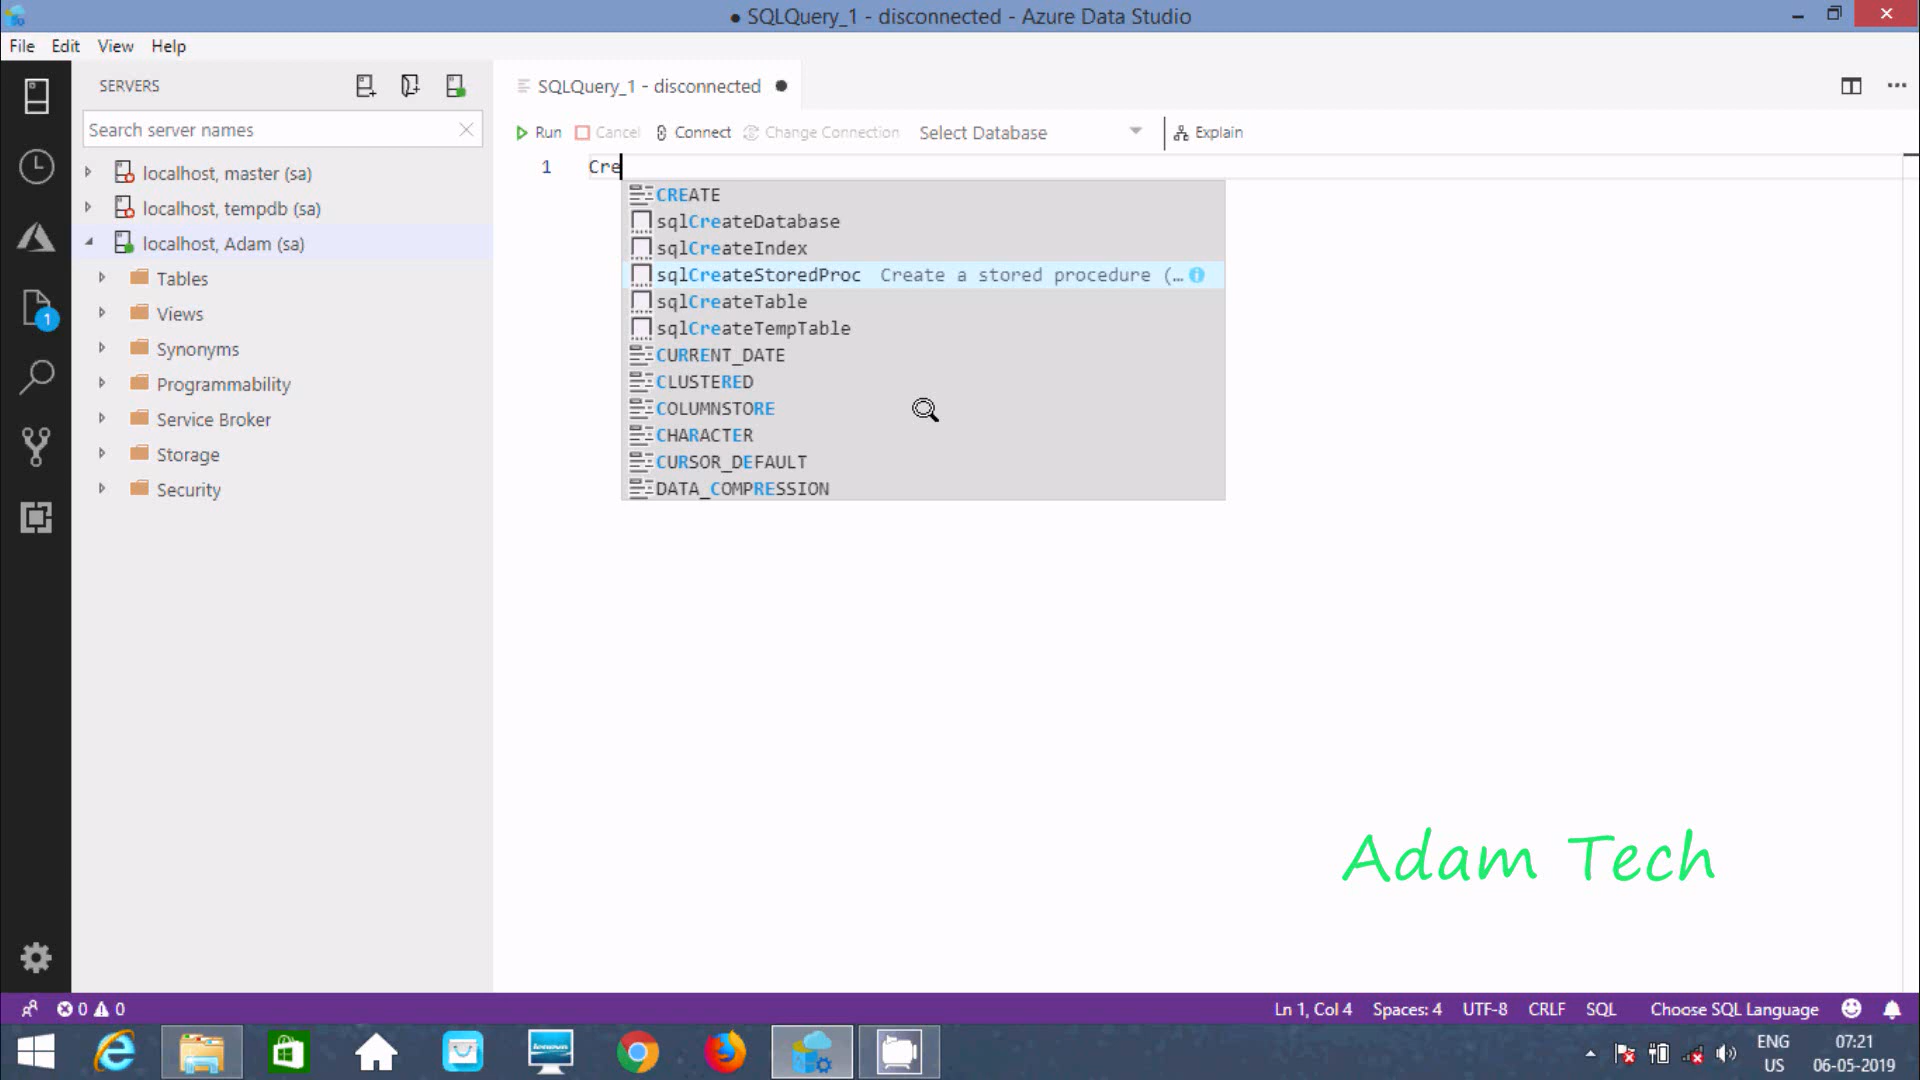 ● SQLQuery_1 - disconnected - Azure Data Studio
File Edit View Help
SERVERS
SQLQuery_1 - disconnected ●
Search server names
Run Cancel Connect Change Connection Select Database Explain
1 Cre
localhost, master (sa)
localhost, tempdb (sa)
localhost, Adam (sa)
Tables
Views
Synonyms
Programmability
Service Broker
Storage
Security
1
CREATE
sqlCreateDatabase
sqlCreateIndex
sqlCreateStoredProc Create a stored procedure (…
sqlCreateTable
sqlCreateTempTable
CURRENT_DATE
CLUSTERED
COLUMNSTORE
CHARACTER
CURSOR_DEFAULT
DATA_COMPRESSION
Adam Tech
0 0
Ln 1, Col 4 Spaces: 4 UTF-8 CRLF SQL Choose SQL Language
ENG
US
07:21
06-05-2019